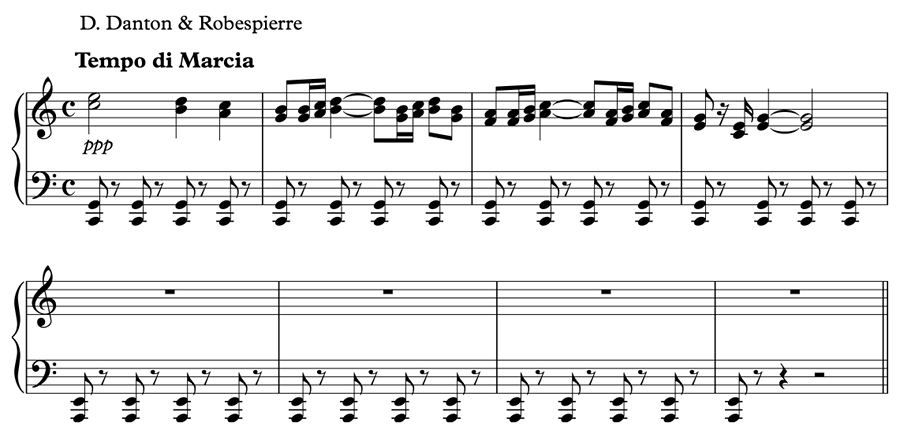 D. Danton & Robespierre
Tempo di Marcia
ppp